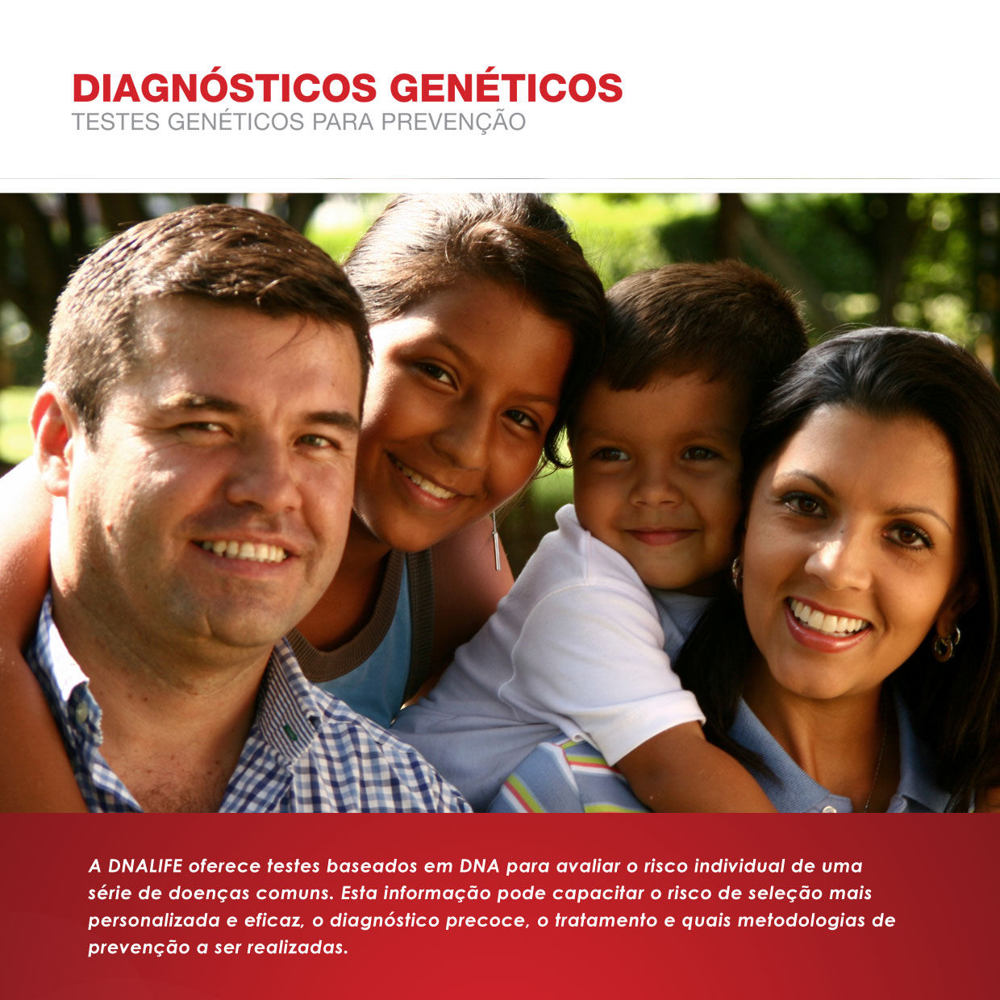 DIAGNÓSTICOS GENÉTICOS
TESTES GENÉTICOS PARA PREVENÇÃO
A DNALIFE oferece testes baseados em DNA para avaliar o risco individual de uma
série de doenças comuns. Esta informação pode capacitar o risco de seleção mais
personalizada e eficaz, o diagnóstico precoce, o tratamento e quais metodologias de
prevenção a ser realizadas.